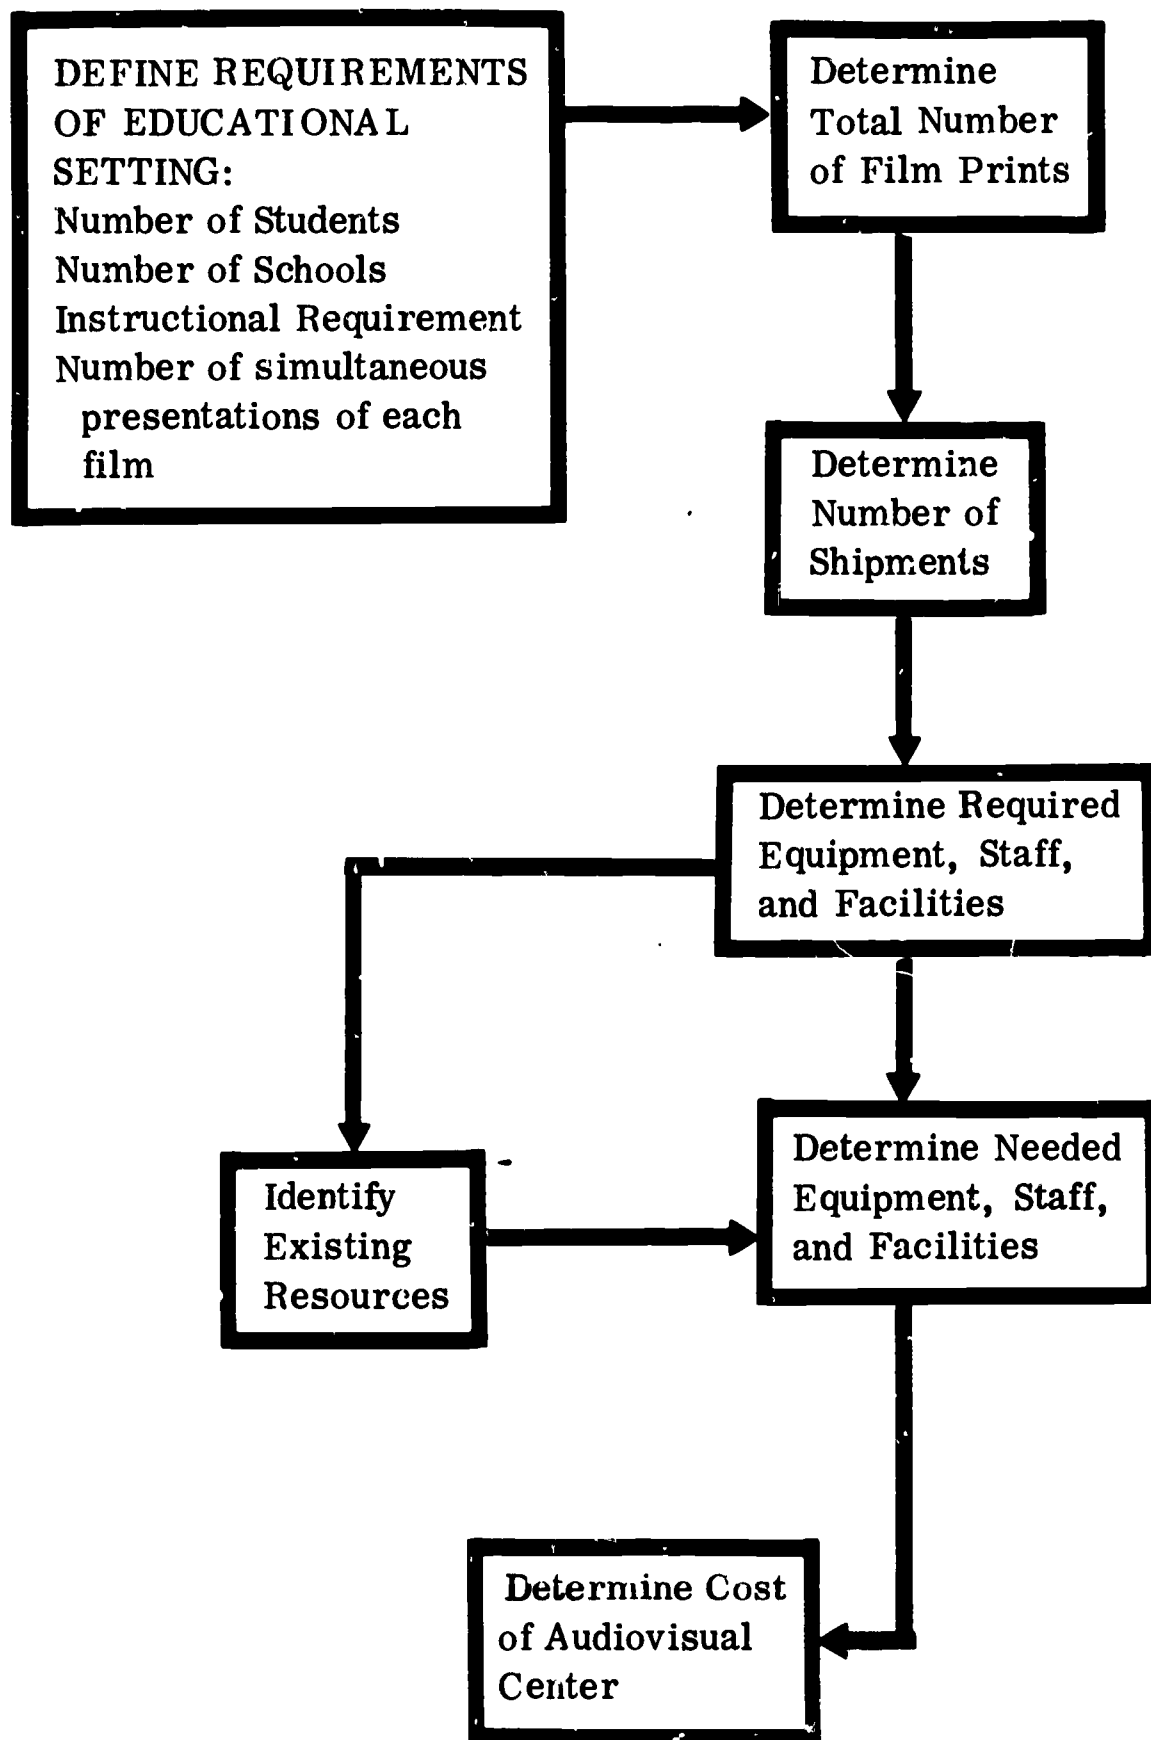 DEFINE REQUIREMENTS
OF EDUCATIONAL
SETTING:
Number of Students
Number of Schools
Instructional Requirement
Number of simultaneous
presentations of each
film
Determine
Total Number
of Film Prints
Determine
Number of
Shipments
Determine Required
Equipment, Staff,
and Facilities
Identify
Existing
Resources
Determine Needed
Equipment, Staff,
and Facilities
Determine Cost
of Audiovisual
Center